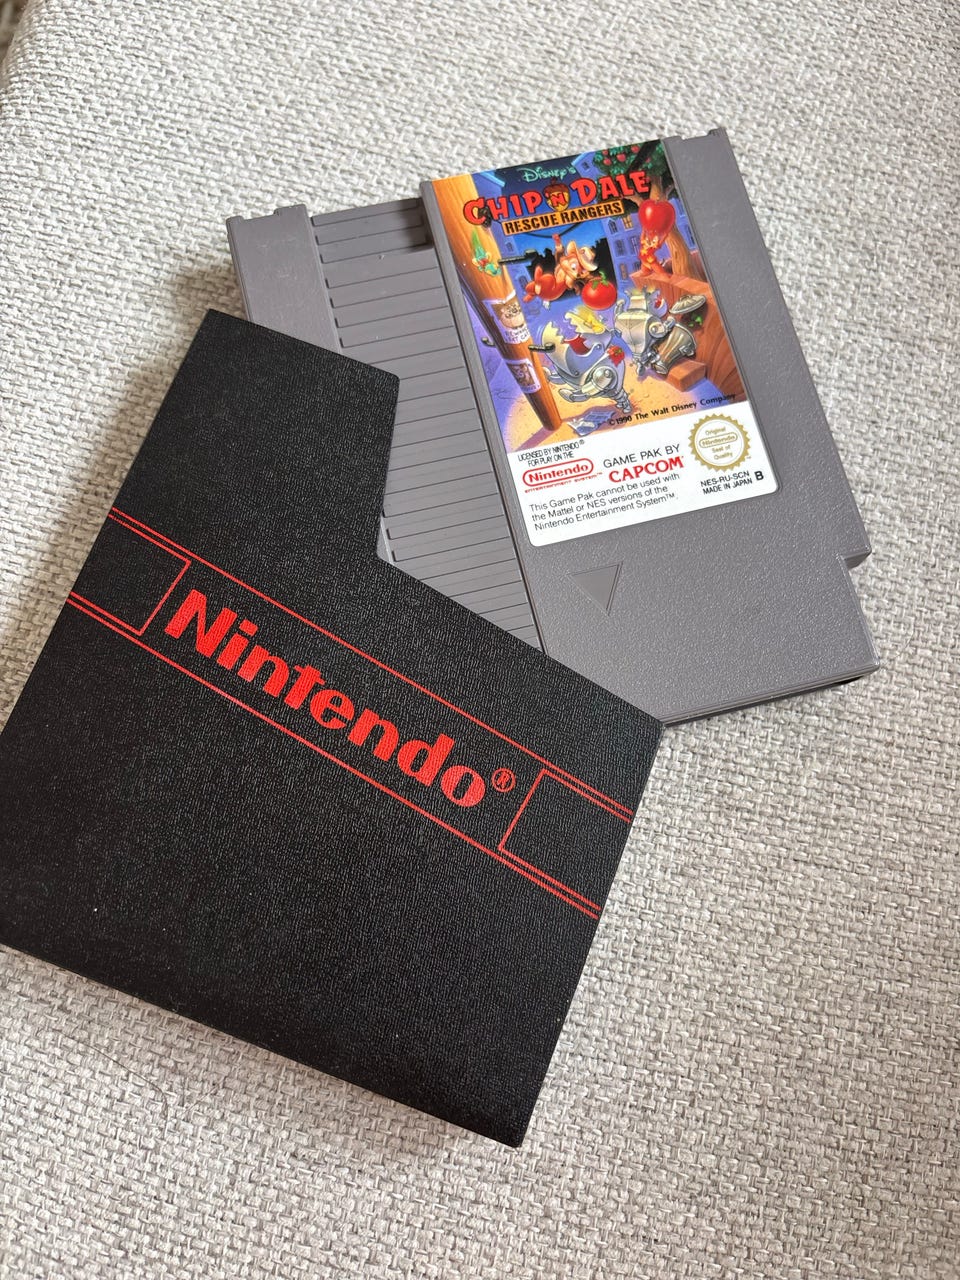 Disney's
CHIP 'N DALE
RESCUE RANGERS
©1990 The Walt Disney Company
LICENSED BY NINTENDO®
FOR PLAY ON THE
Nintendo
ENTERTAINMENT SYSTEM™
GAME PAK BY
CAPCOM®
This Game Pak cannot be used with
the Mattel or NES versions of the
Nintendo Entertainment System™.
Original
Nintendo
Seal of
Quality
NES-RU-SCN
MADE IN JAPAN B
Nintendo®